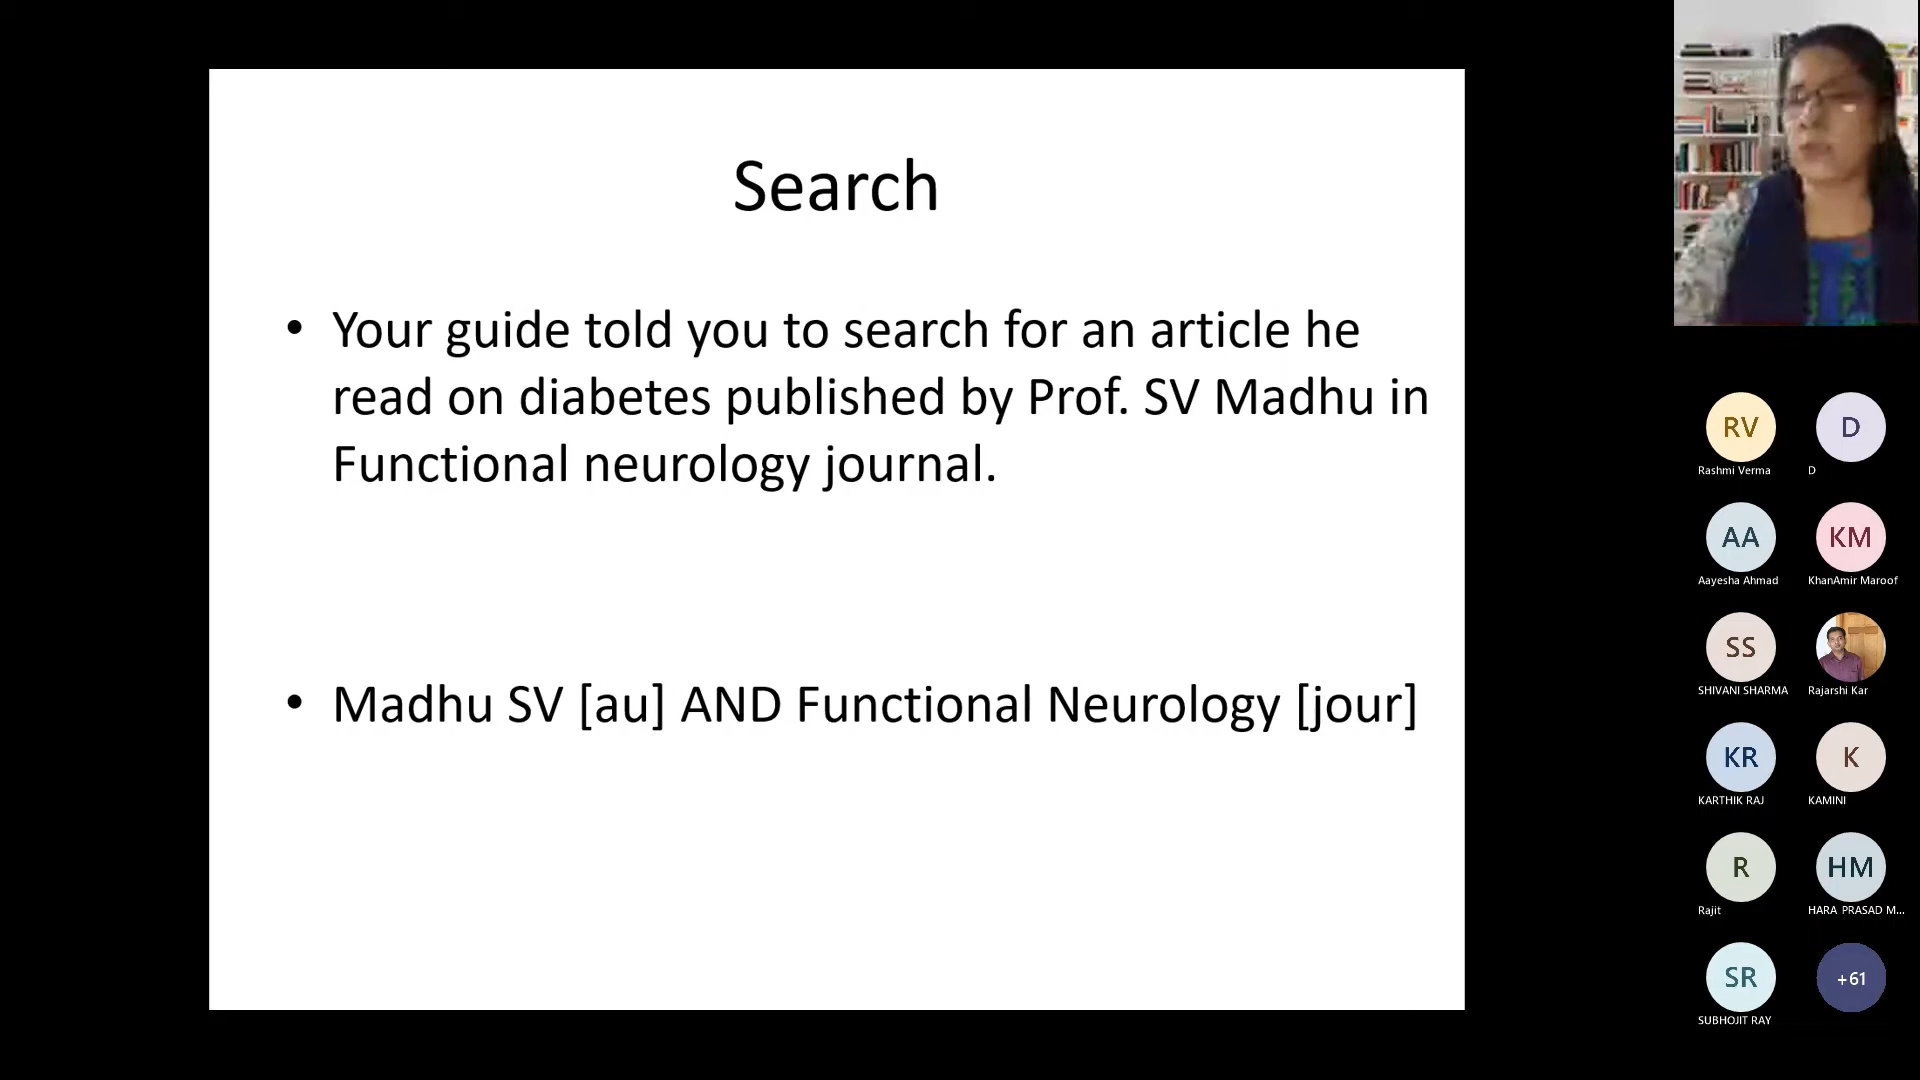 Search
• Your guide told you to search for an article he
read on diabetes published by Prof. SV Madhu in
Functional neurology journal.
• Madhu SV [au] AND Functional Neurology [jour]
RV
Rashmi Verma
D
D
AA
Aayesha Ahmad
KM
KhanAmir Maroof
SS
SHIVANI SHARMA
Rajarshi Kar
KR
KARTHIK RAJ
K
KAMINI
R
Rajit
HM
HARA PRASAD M...
SR
SUBHOJIT RAY
+61